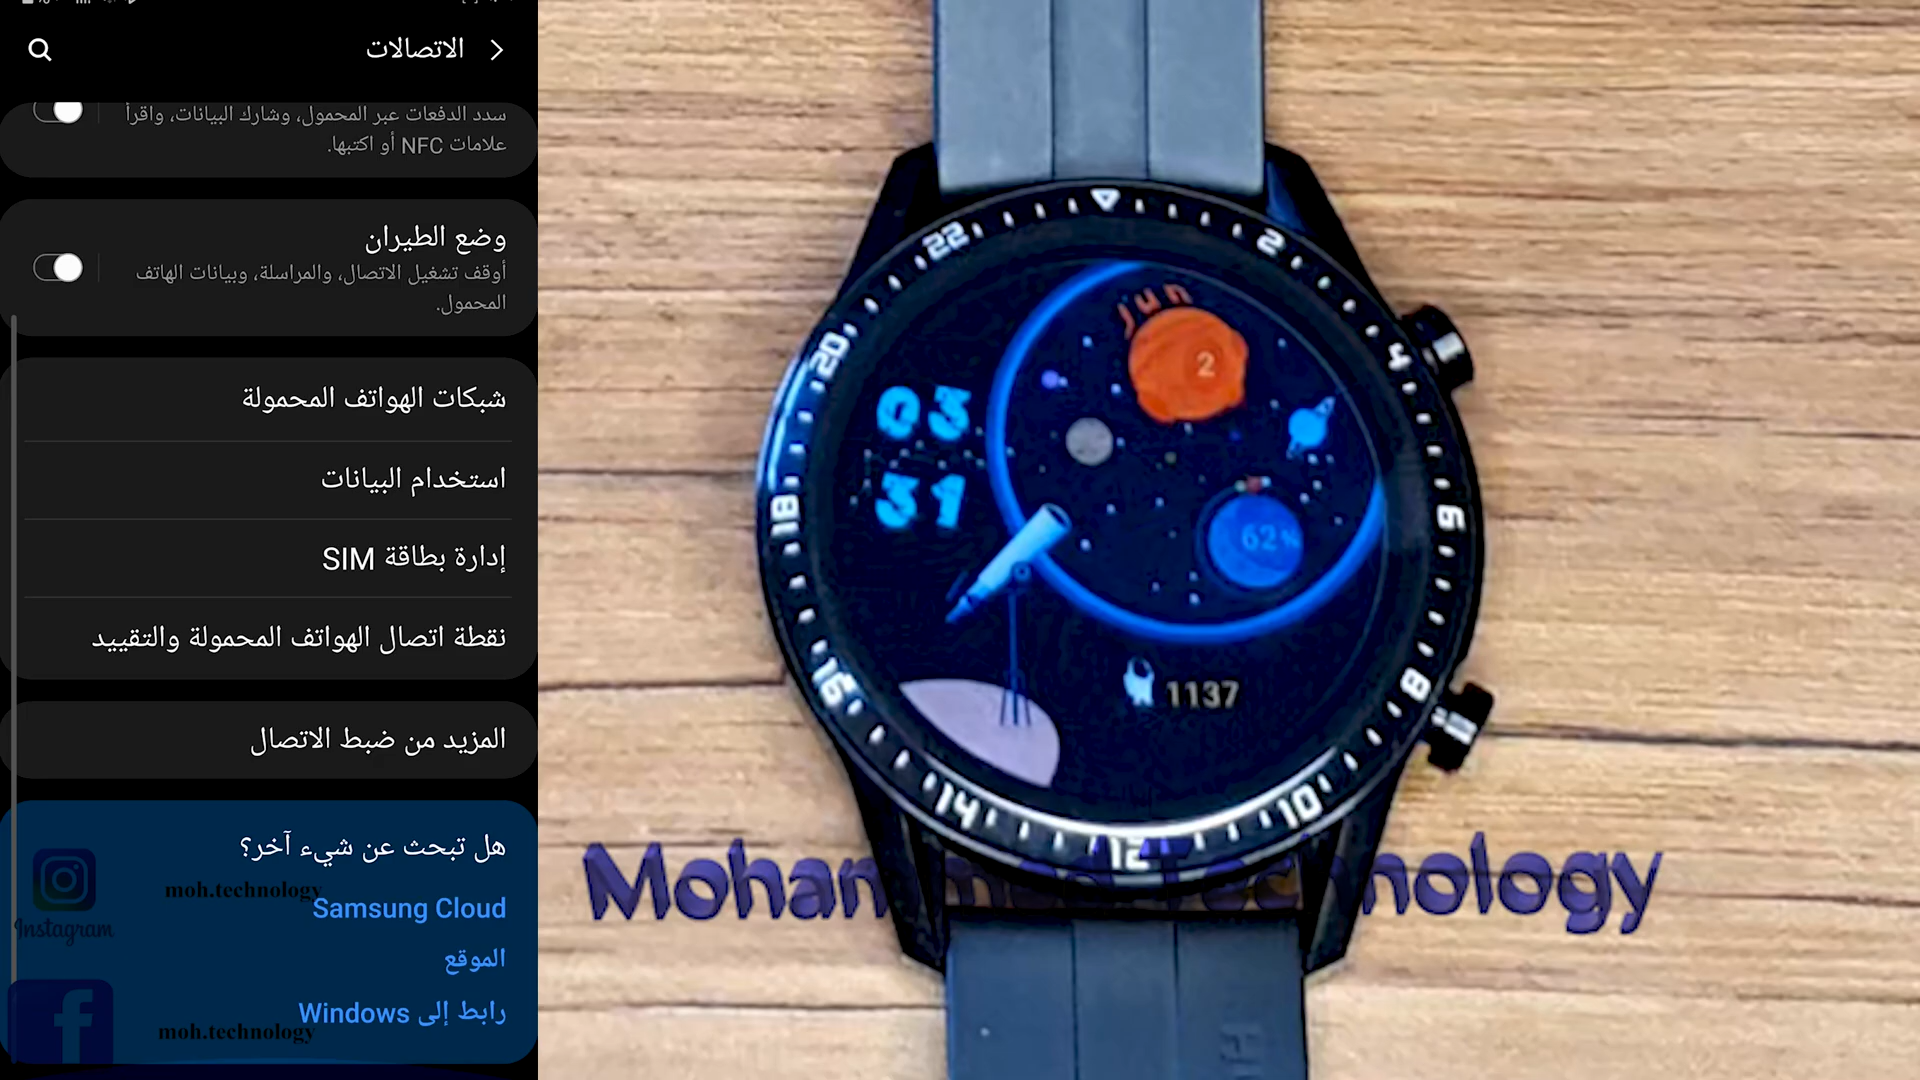 الاتصالات
سدد الدفعات عبر المحمول، وشارك البيانات، واقرأ
علامات NFC أو اكتبها.
وضع الطيران
أوقف تشغيل الاتصال، والمراسلة، وبيانات الهاتف
المحمول.
شبكات الهواتف المحمولة
استخدام البيانات
إدارة بطاقة SIM
نقطة اتصال الهواتف المحمولة والتقييد
المزيد من ضبط الاتصال
هل تبحث عن شيء آخر؟
Samsung Cloud
الموقع
رابط إلى Windows
moh.technology
Instagram
moh.technology
22
2
20
4
18
6
16
8
14
10
12
jun
2
03
31
62%
1137
Mohammed Technology